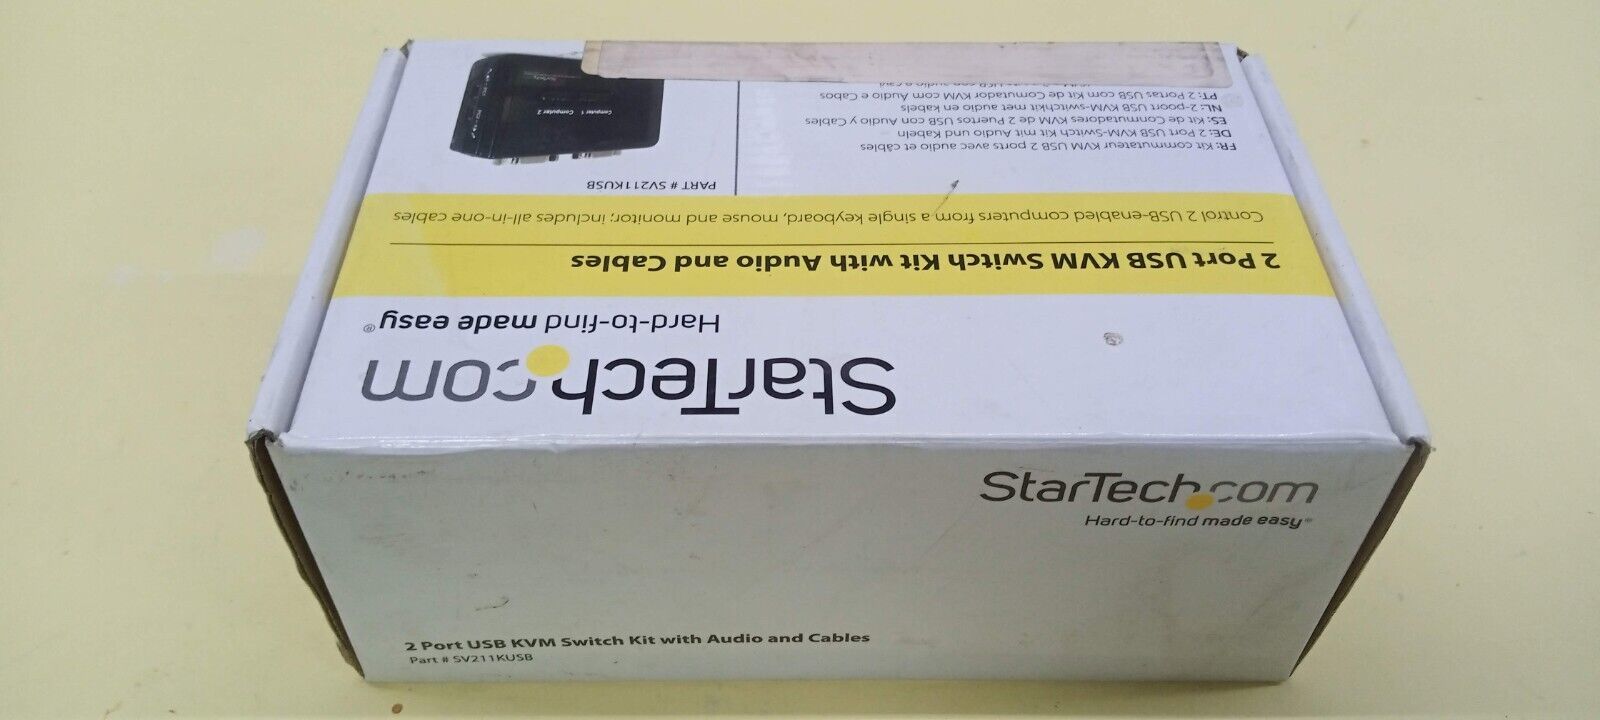 StarTech.com
Hard-to-find made easy®
2 Port USB KVM Switch Kit with Audio and Cables
Control 2 USB-enabled computers from a single keyboard, mouse and monitor; includes all-in-one cables
PART # SV211KUSB
FR: Kit commutateur KVM USB 2 ports avec audio et câbles
DE: 2 Port USB KVM-Switch Kit mit Audio und Kabeln
ES: Kit de Conmutadores KVM de 2 Puertos USB con Audio y Cables
NL: 2-poort USB KVM-switchkit met audio en kabels
PT: 2 Portas USB com Kit de Comutador KVM com Audio e Cabos
Computer 1 Computer 2
StarTech.com
Hard-to-find made easy®
2 Port USB KVM Switch Kit with Audio and Cables
Part # SV211KUSB